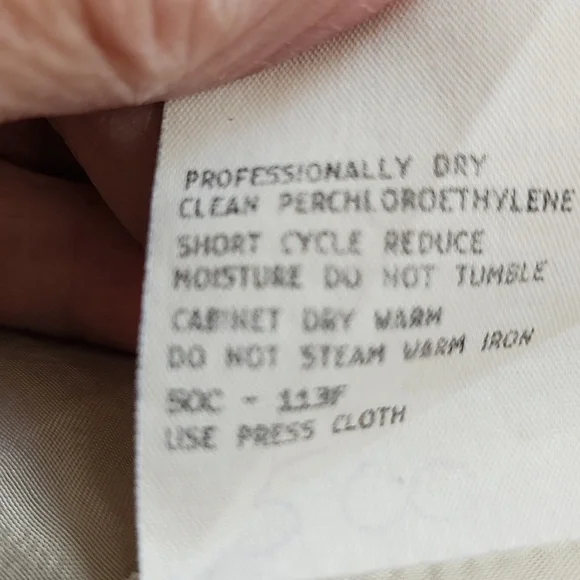 PROFESSIONALLY DRY
CLEAN PERCHLOROETHYLENE
SHORT CYCLE REDUCE
MOISTURE DO NOT TUMBLE
CABINET DRY WARM
DO NOT STEAM WARM IRON
50C - 113F
USE PRESS CLOTH